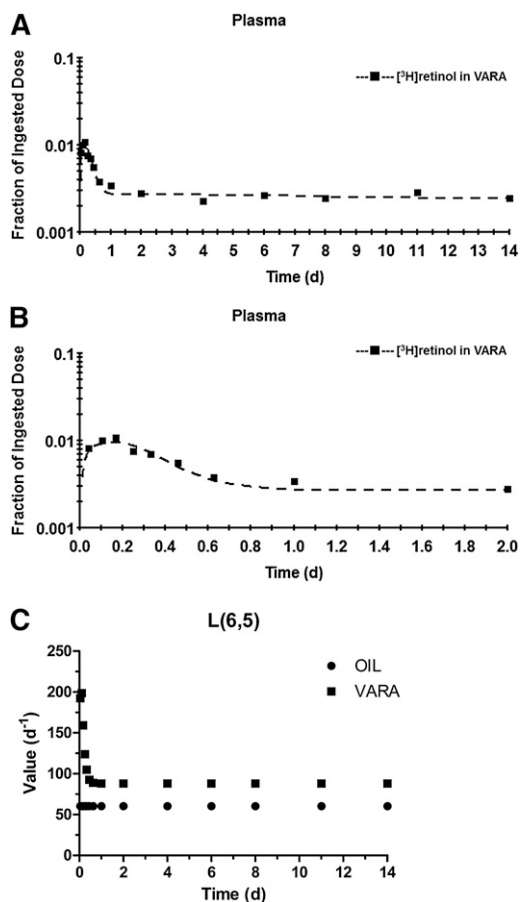 A
Plasma
Fraction of Ingested Dose
0.1
0.01
0.001
[³H]retinol in VARA
0 1 2 3 4 5 6 7 8 9 10 11 12 13 14
Time (d)
B
Plasma
Fraction of Ingested Dose
0.1
0.01
0.001
[³H]retinol in VARA
0.0 0.2 0.4 0.6 0.8 1.0 1.2 1.4 1.6 1.8 2.0
Time (d)
C
L(6,5)
Value (d⁻¹)
250
200
150
100
50
0
OIL
VARA
0 2 4 6 8 10 12 14
Time (d)